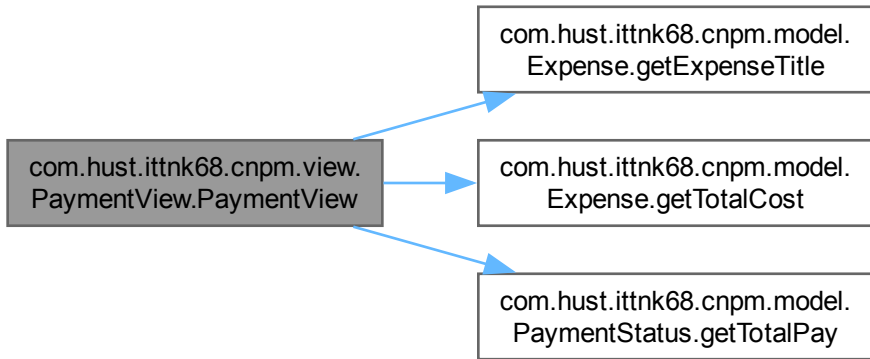 com.hust.ittnk68.cnpm.model.
Expense.getExpenseTitle
com.hust.ittnk68.cnpm.view.
PaymentView.PaymentView
com.hust.ittnk68.cnpm.model.
Expense.getTotalCost
com.hust.ittnk68.cnpm.model.
PaymentStatus.getTotalPay